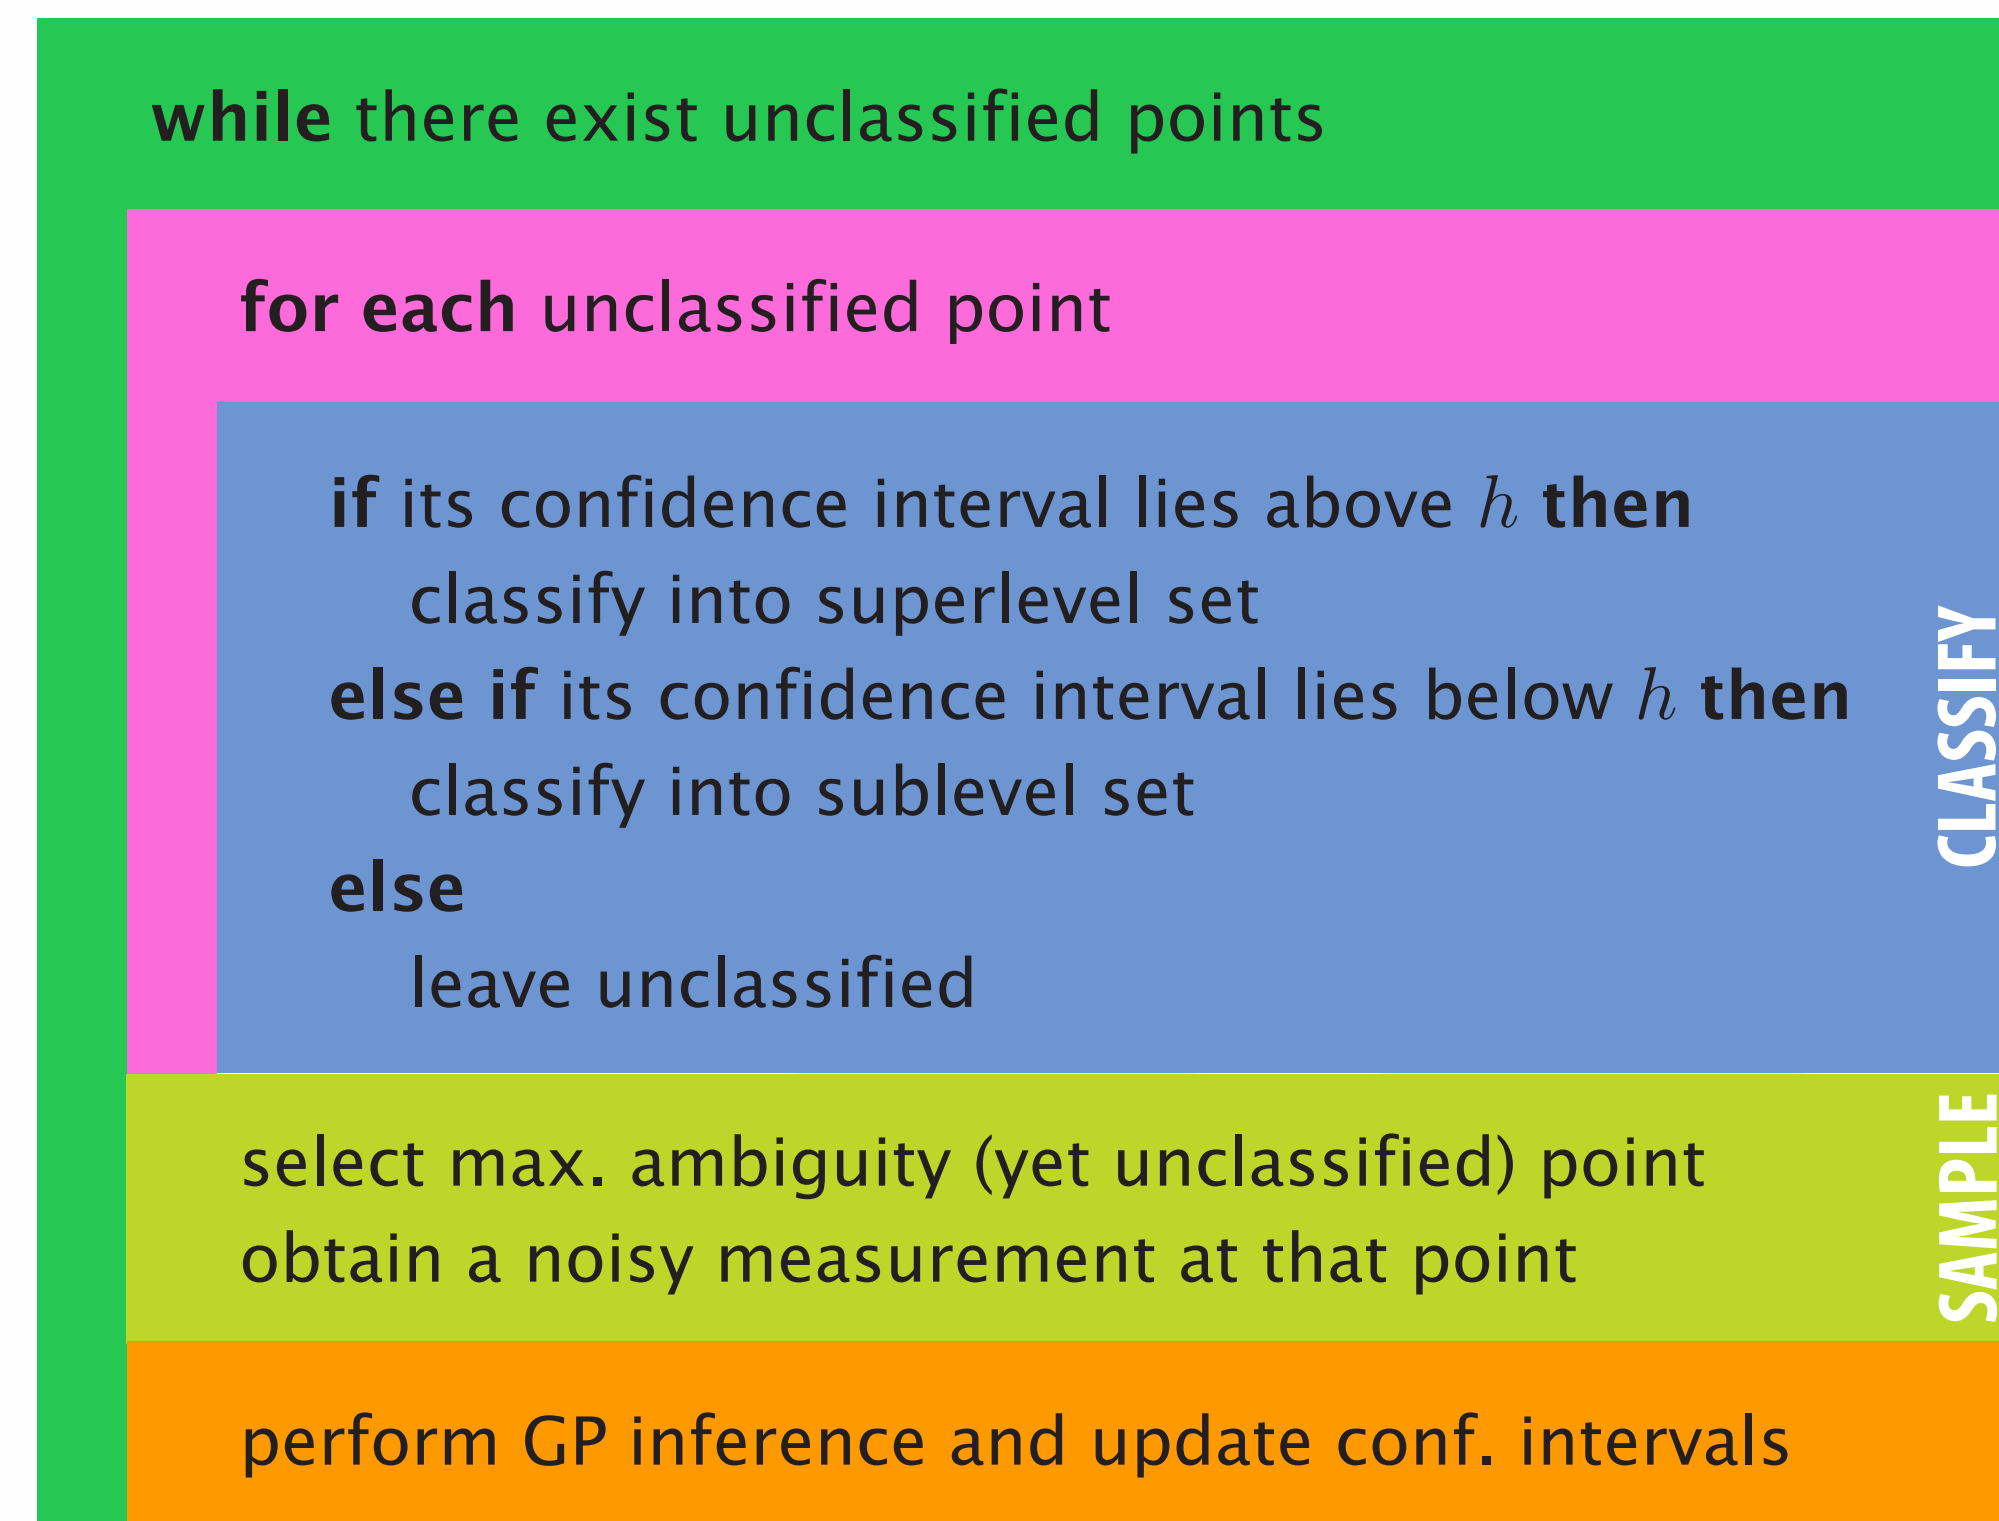 while there exist unclassified points
for each unclassified point
if its confidence interval lies above h then
classify into superlevel set
else if its confidence interval lies below h then
classify into sublevel set
else
leave unclassified
CLASSIFY
select max. ambiguity (yet unclassified) point
obtain a noisy measurement at that point
SAMPLE
perform GP inference and update conf. intervals